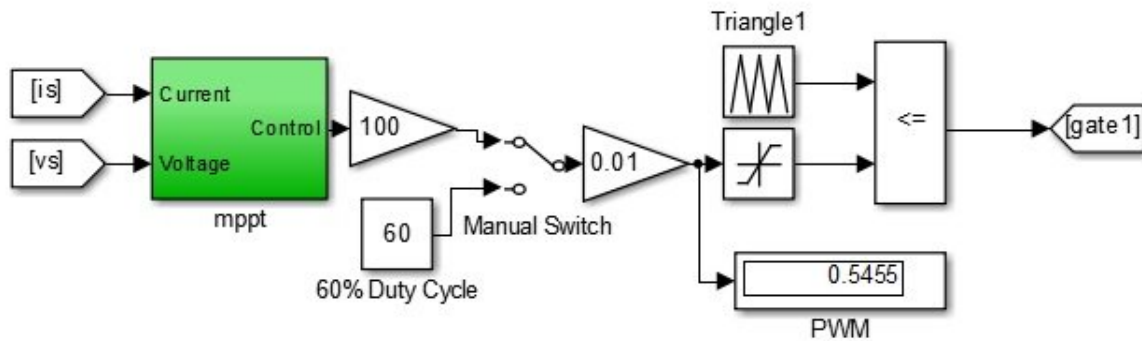 Triangle1
[is]
Current
Control
100
<=
[gate1]
[vs]
Voltage
0.01
mppt
60
Manual Switch
60% Duty Cycle
0.5455
PWM